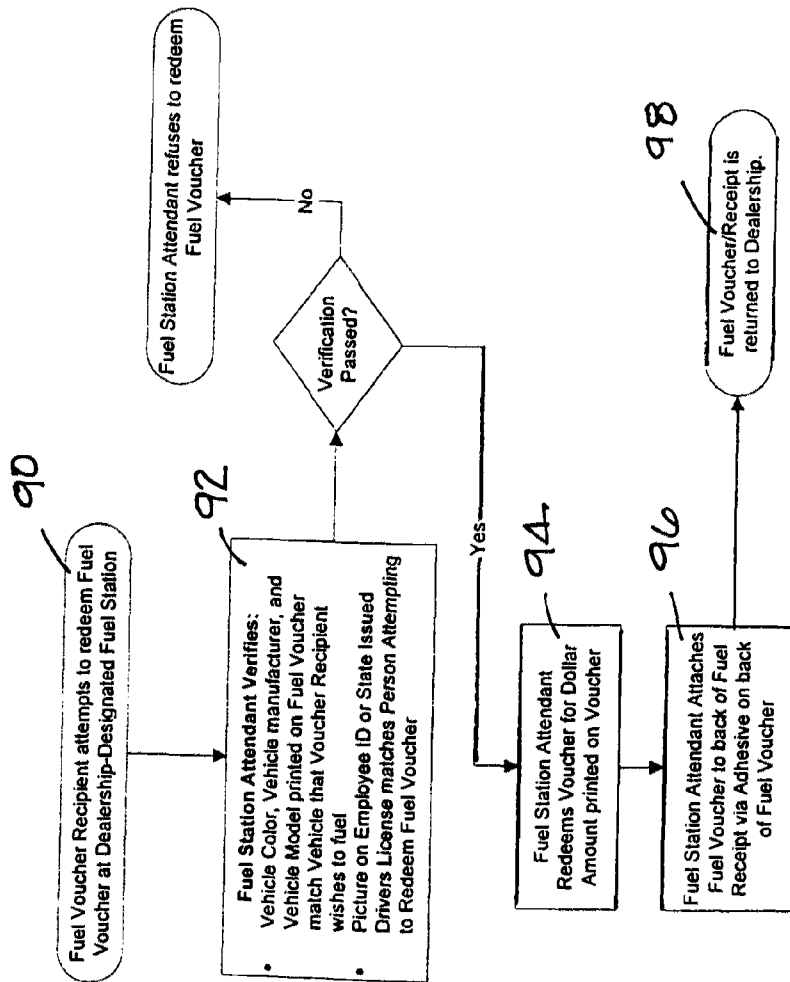 90
Fuel Voucher Recipient attempts to redeem Fuel
Voucher at Dealership-Designated Fuel Station
92
Fuel Station Attendant Verifies:
• Vehicle Color, Vehicle manufacturer, and
Vehicle Model printed on Fuel Voucher
match Vehicle that Voucher Recipient
wishes to fuel
• Picture on Employee ID or State Issued
Drivers License matches Person Attempting
to Redeem Fuel Voucher
Verification
Passed?
No
Fuel Station Attendant refuses to redeem
Fuel Voucher
Yes
94
Fuel Station Attendant
Redeems Voucher for Dollar
Amount printed on Voucher
96
Fuel Station Attendant Attaches
Fuel Voucher to back of Fuel
Receipt via Adhesive on back
of Fuel Voucher
98
Fuel Voucher/Receipt is
returned to Dealership.